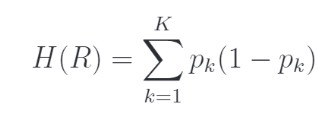 H(R) = \sum_{k=1}^{K} p_k(1 - p_k)